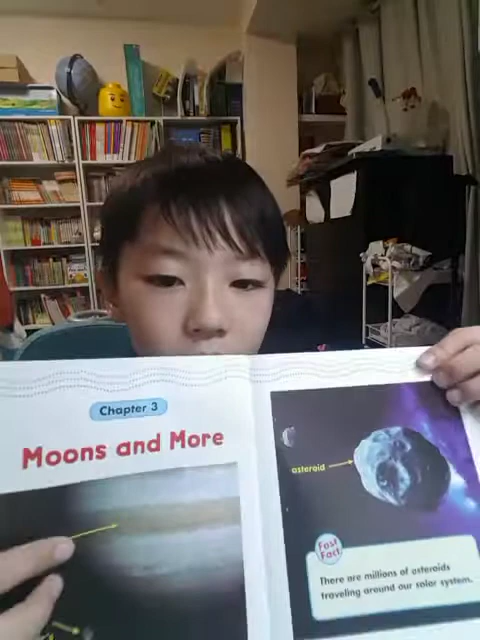 Chapter 3
Moons and More
asteroid
Fast
Fact
There are millions of asteroids
traveling around our solar system.